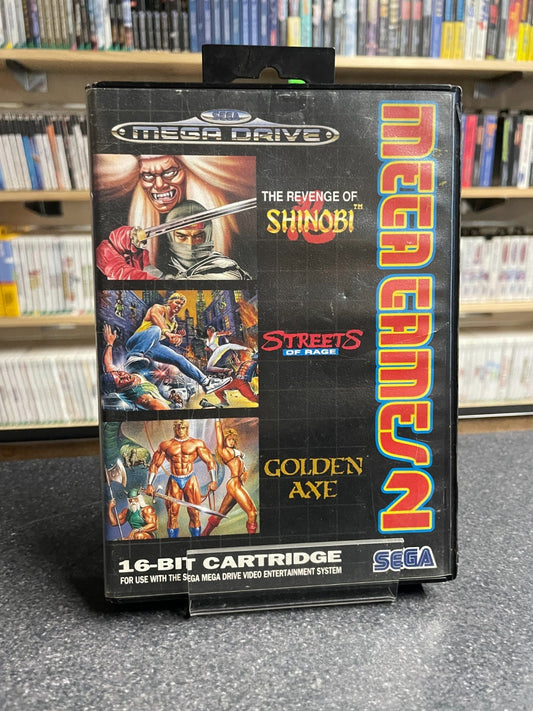 SEGA
MEGA DRIVE
THE REVENGE OF
SHINOBI™
STREETS
OF RAGE
GOLDEN
AXE
MEGA GAMES 2
16-BIT CARTRIDGE
FOR USE WITH THE SEGA MEGA DRIVE VIDEO ENTERTAINMENT SYSTEM
SEGA